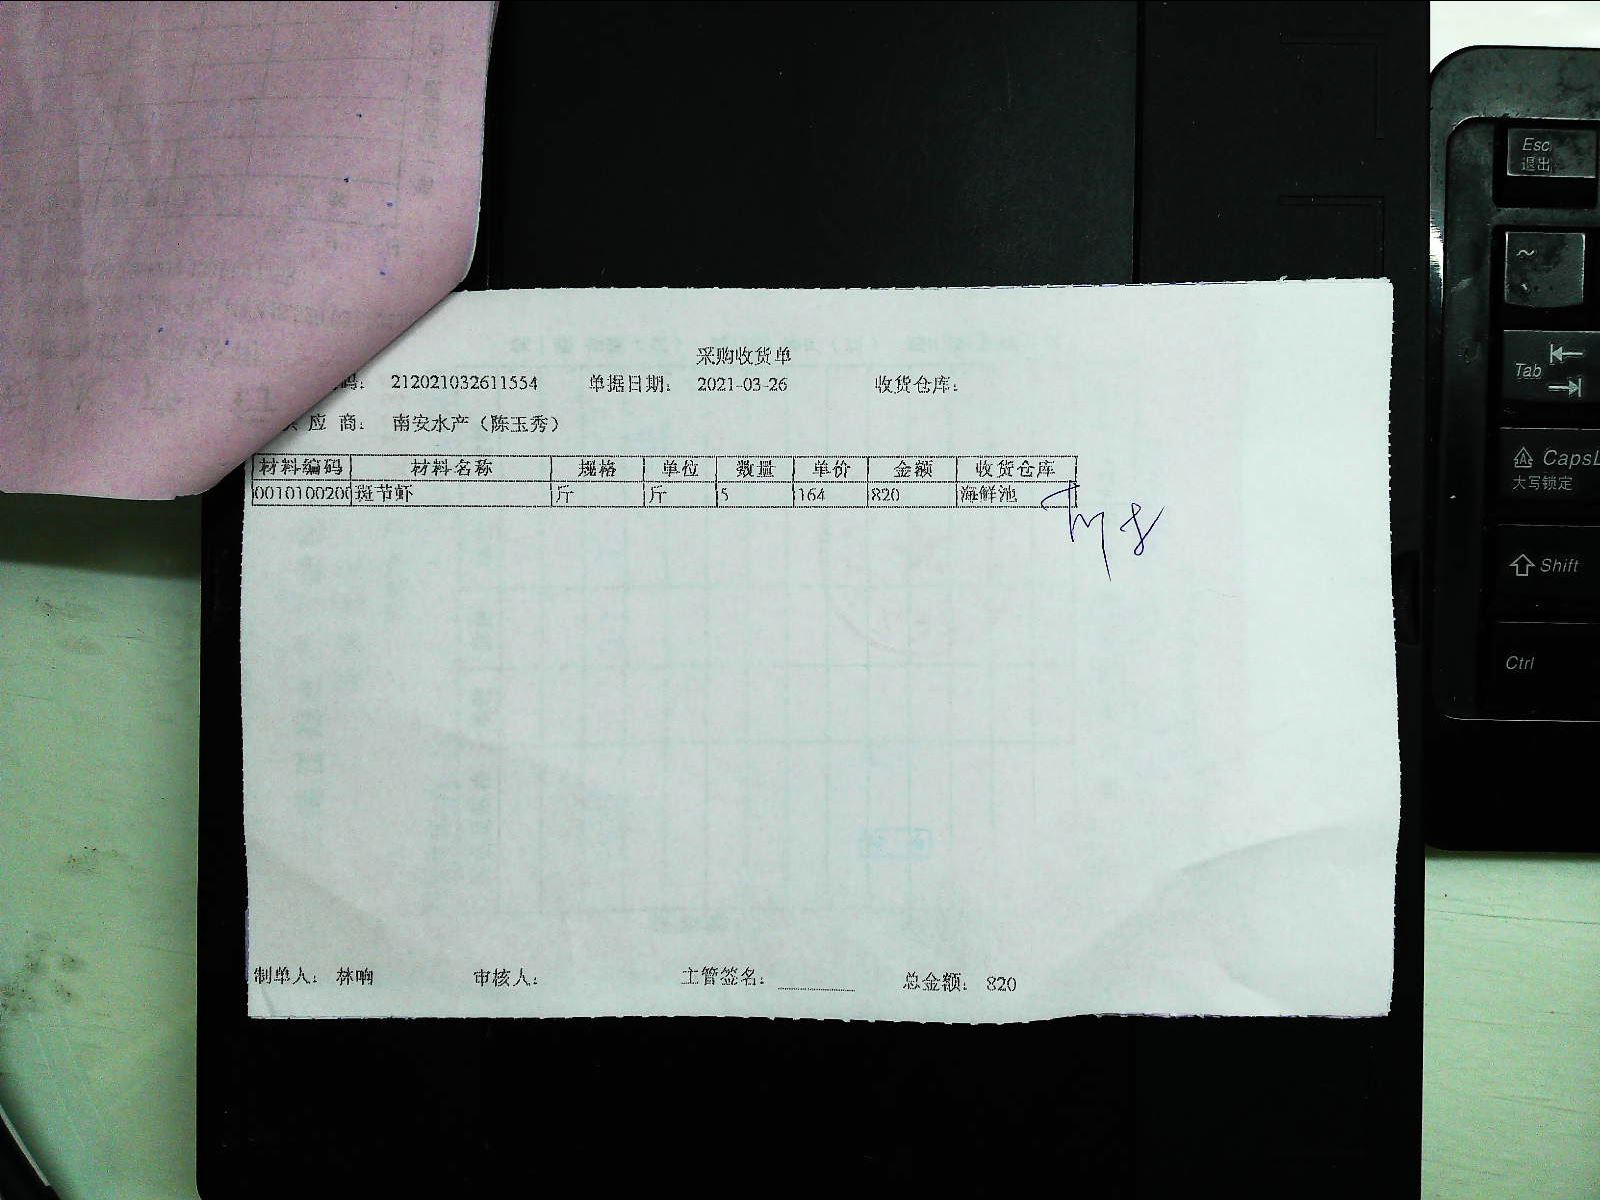 采购收货单
码： 212021032611554 单据日期： 2021-03-26 收货仓库：
应 商： 南安水产（陈玉秀）
材料编码 材料名称 规格 单位 数量 单价 金额 收货仓库
0010100200 斑节虾 斤 斤 5 164 820 海鲜池
制单人： 林响 审核人： 主管签名： 总金额： 820
Esc
退出
~
Tab
CapsL
大写锁定
Shift
Ctrl